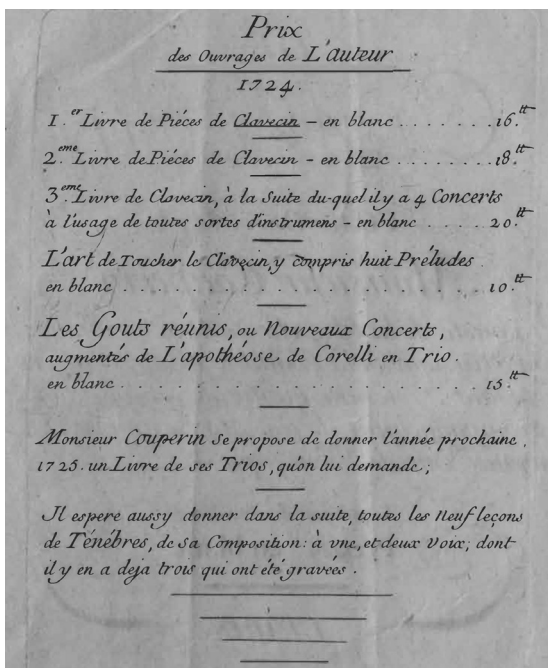 Prix
des Ouvrages de L'auteur
1724.
1.er Livre de Piéces de Clavecin – en blanc . . . . . . . 16.tt
2.eme Livre de Piéces de Clavecin - en blanc . . . . . . . 18.tt
3.eme Livre de Clavecin, à la Suite du-quel il y a 4 Concerts
à l'usage de toutes sortes d'instrumens – en blanc . . . . 20.tt
L'art de Toucher le Clavecin, y compris huit Préludes.
en blanc . . . . . . . . . . . . . . . . . . 10.tt
Les Gouts réunis, ou Nouveaux Concerts,
augmentés de L'apothéose de Corelli en Trio.
en blanc . . . . . . . . . . . . . . . . . . 15.tt
Monsieur Couperin se propose de donner l'année prochaine,
1725. un Livre de ses Trios, qu'on lui demande;
Il espere aussy donner dans la suite, toutes les Neuf leçons
de Ténébres, de sa Composition: à vne, et deux Voix; dont
il y en a deja trois qui ont été gravées.